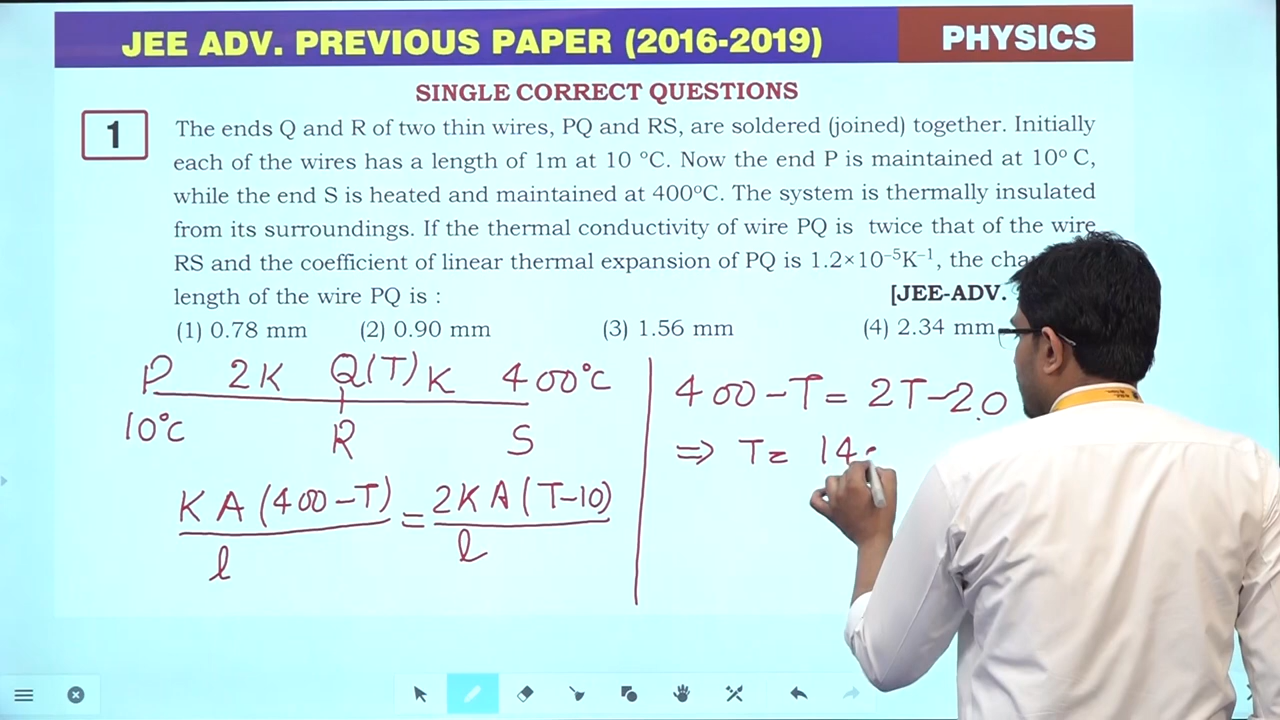 JEE ADV. PREVIOUS PAPER (2016-2019)
PHYSICS
SINGLE CORRECT QUESTIONS
1
The ends Q and R of two thin wires, PQ and RS, are soldered (joined) together. Initially
each of the wires has a length of 1m at 10 °C. Now the end P is maintained at 10° C,
while the end S is heated and maintained at 400°C. The system is thermally insulated
from its surroundings. If the thermal conductivity of wire PQ is twice that of the wire
RS and the coefficient of linear thermal expansion of PQ is 1.2×10⁻⁵K⁻¹, the
length of the wire PQ is :
[JEE-ADV.
(1) 0.78 mm (2) 0.90 mm (3) 1.56 mm (4) 2.34 mm
P 2K Q(T) K 400°C
10°C R S
KA(400-T)/l = 2KA(T-10)/l
400-T = 2T-20
⇒ T= 14